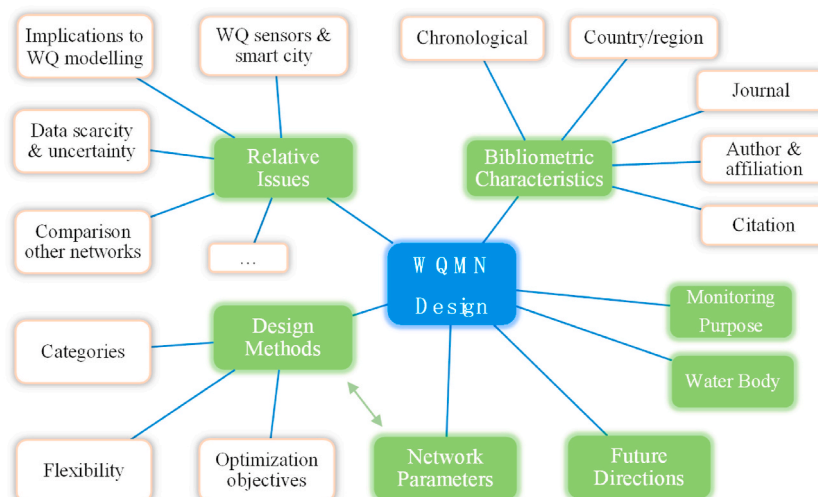 Implications to
WQ modelling
WQ sensors &
smart city
Chronological
Country/region
Journal
Data scarcity
& uncertainty
Relative
Issues
Bibliometric
Characteristics
Author &
affiliation
Comparison
other networks
...
Citation
WQMN
Design
Monitoring
Purpose
Design
Methods
Categories
Water Body
Flexibility
Optimization
objectives
Network
Parameters
Future
Directions